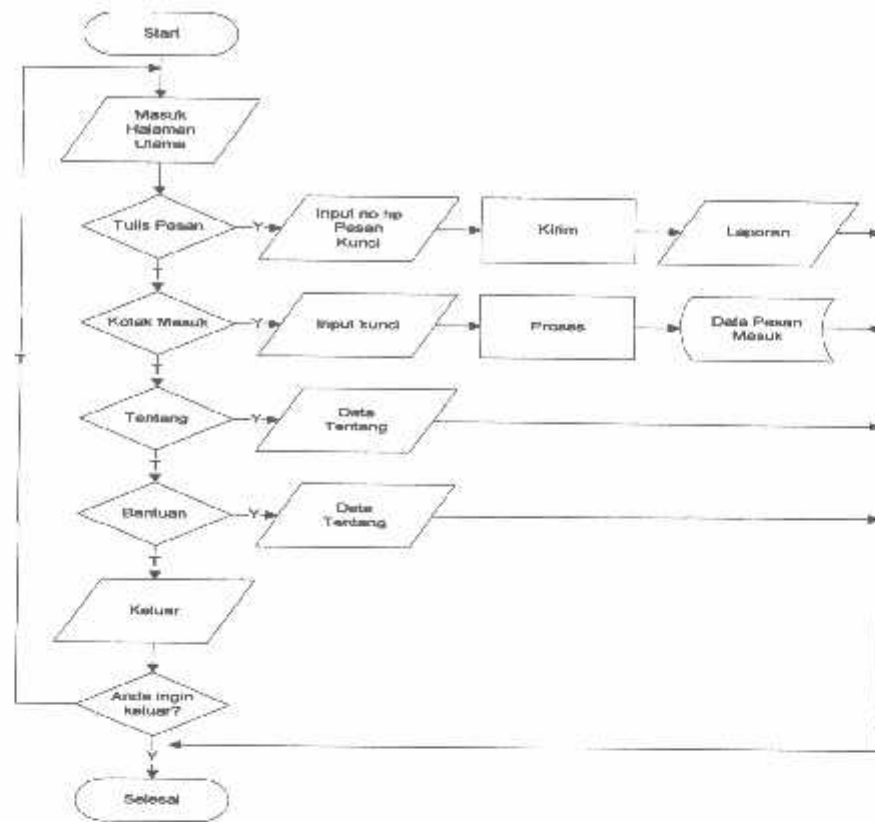 Start
Masuk
Halaman
Utama
Tulis Pesan
Y
Input no hp
Pesan
Kunci
Kirim
Laporan
T
Kotak Masuk
Y
Input kunci
Proses
Data Pesan
Masuk
T
T
Tentang
Y
Data
Tentang
T
Bantuan
Y
Data
Tentang
T
Keluar
Anda ingin
keluar?
Y
Selesai